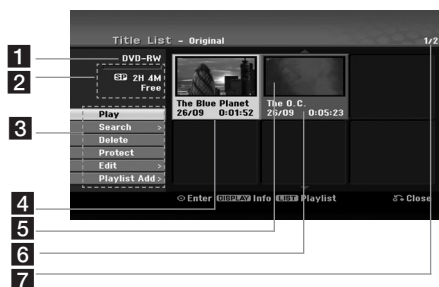 Title List - Original 1/2
1
DVD-RW
2
SP 2H 4M
Free
The Blue Planet
26/09 0:01:52
The O.C.
26/09 0:05:23
3
Play
Search >
Delete
Protect
Edit >
Playlist Add >
4
Enter DISPLAY Info LIST Playlist Close
5
6
7